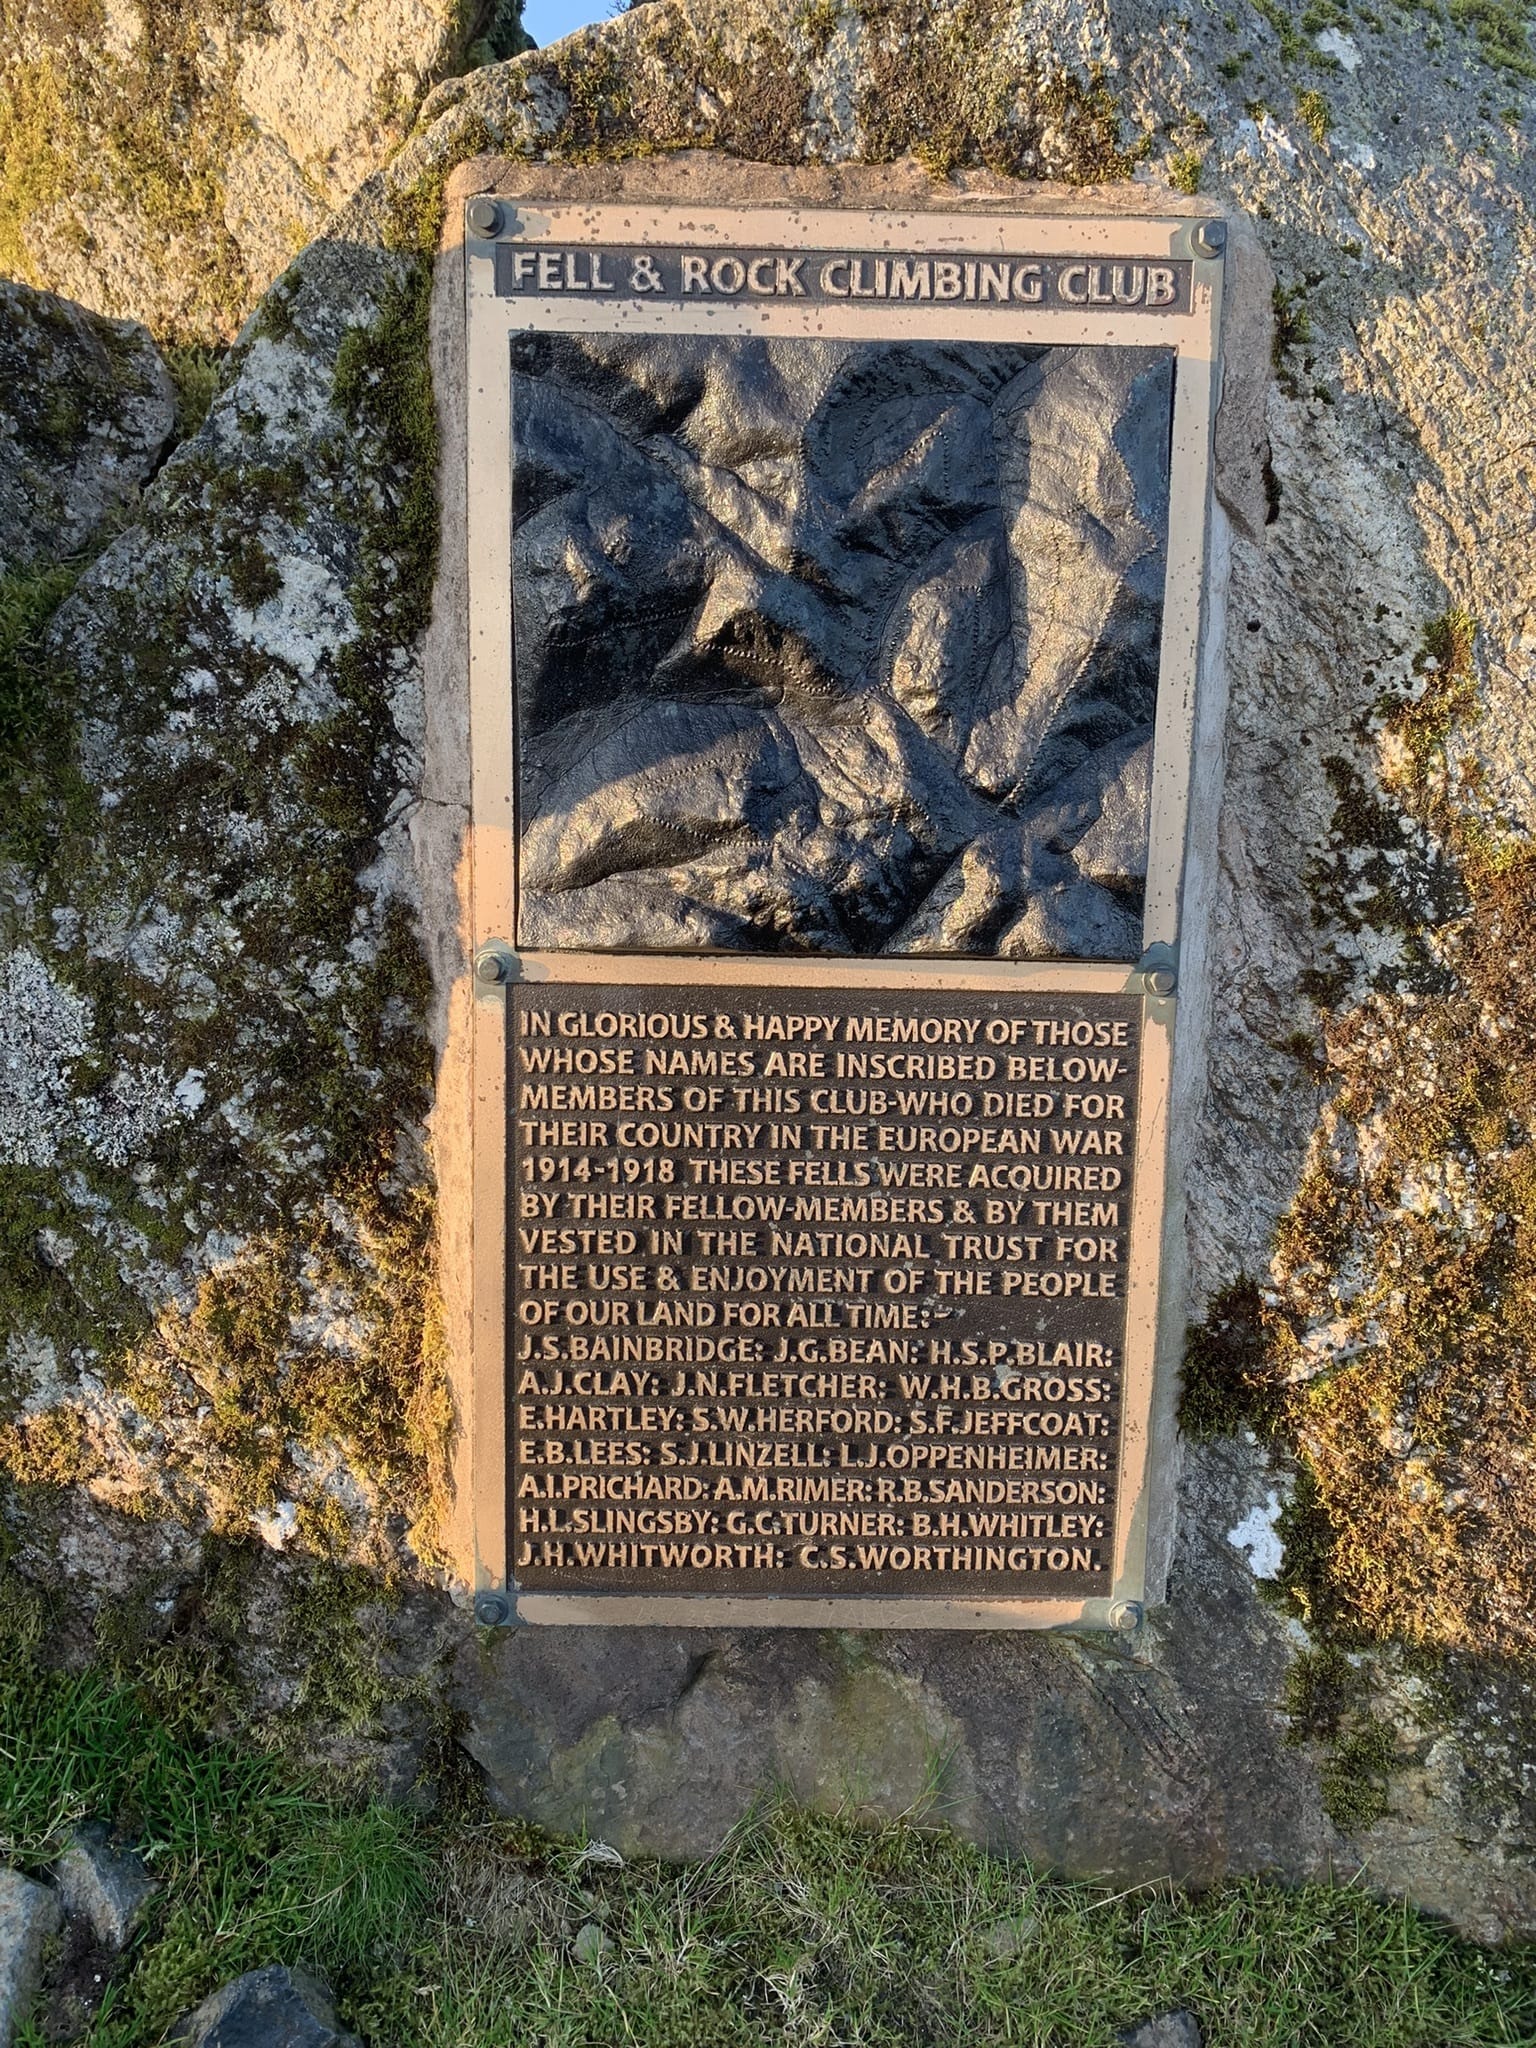 FELL & ROCK CLIMBING CLUB
IN GLORIOUS & HAPPY MEMORY OF THOSE
WHOSE NAMES ARE INSCRIBED BELOW-
MEMBERS OF THIS CLUB-WHO DIED FOR
THEIR COUNTRY IN THE EUROPEAN WAR
1914-1918 THESE FELLS WERE ACQUIRED
BY THEIR FELLOW-MEMBERS & BY THEM
VESTED IN THE NATIONAL TRUST FOR
THE USE & ENJOYMENT OF THE PEOPLE
OF OUR LAND FOR ALL TIME:-
J.S.BAINBRIDGE: J.G.BEAN: H.S.P.BLAIR:
A.J.CLAY: J.N.FLETCHER: W.H.B.GROSS:
E.HARTLEY: S.W.HERFORD: S.F.JEFFCOAT:
E.B.LEES: S.J.LINZELL: L.J.OPPENHEIMER:
A.I.PRICHARD: A.M.RIMER: R.B.SANDERSON:
H.L.SLINGSBY: G.C.TURNER: B.H.WHITLEY:
J.H.WHITWORTH: C.S.WORTHINGTON.